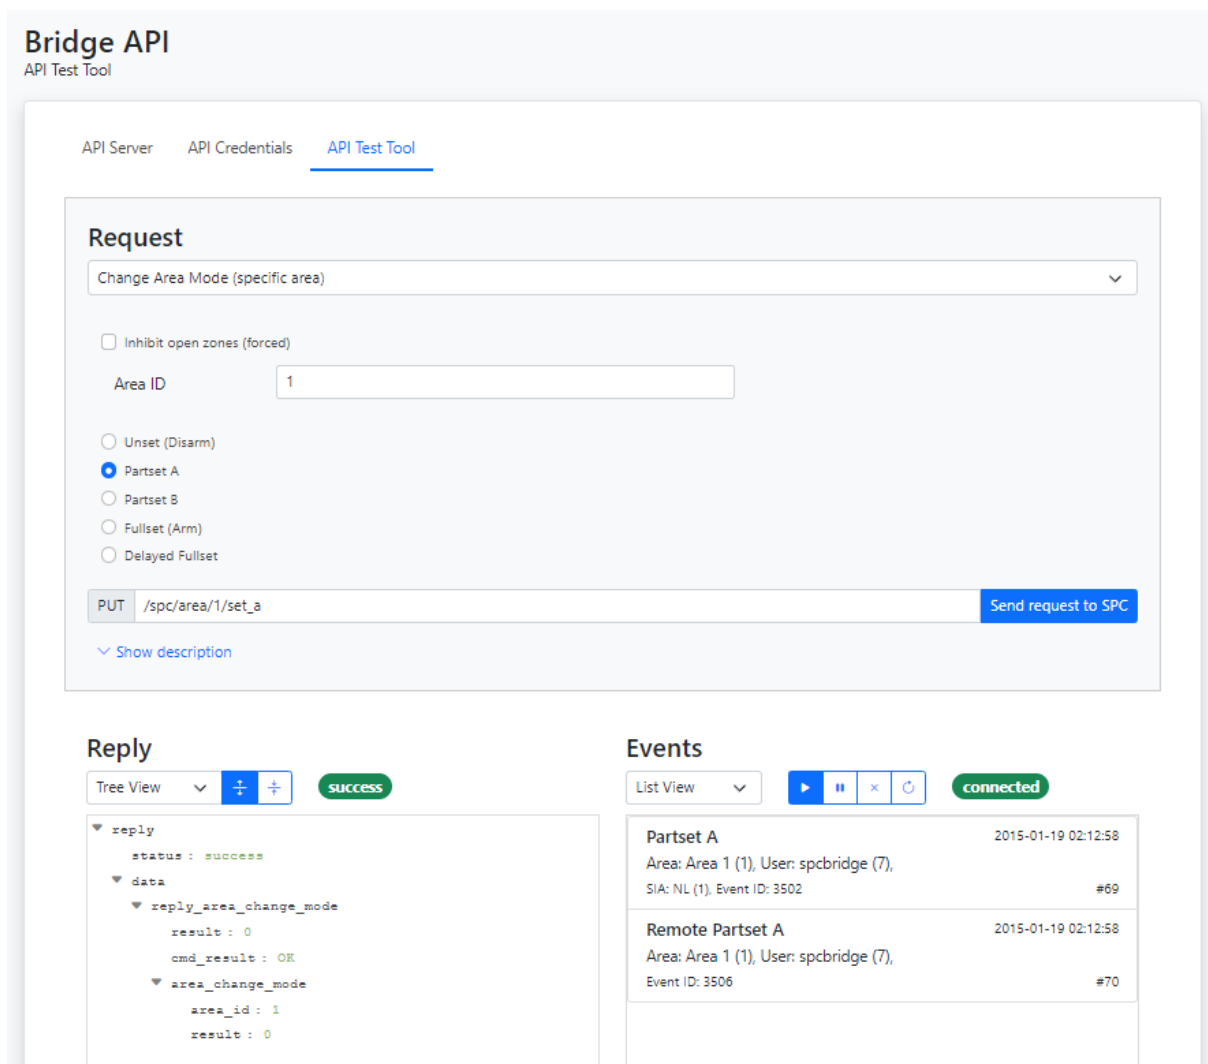 Bridge API
API Test Tool
API Server API Credentials API Test Tool
Request
Change Area Mode (specific area)
Inhibit open zones (forced)
Area ID 1
Unset (Disarm)
Partset A
Partset B
Fullset (Arm)
Delayed Fullset
PUT /spc/area/1/set_a Send request to SPC
Show description
Reply
Tree View success
reply
status : success
data
reply_area_change_mode
result : 0
cmd_result : OK
area_change_mode
area_id : 1
result : 0
Events
List View connected
Partset A 2015-01-19 02:12:58
Area: Area 1 (1), User: spcbridge (7),
SIA: NL (1), Event ID: 3502 #69
Remote Partset A 2015-01-19 02:12:58
Area: Area 1 (1), User: spcbridge (7),
Event ID: 3506 #70